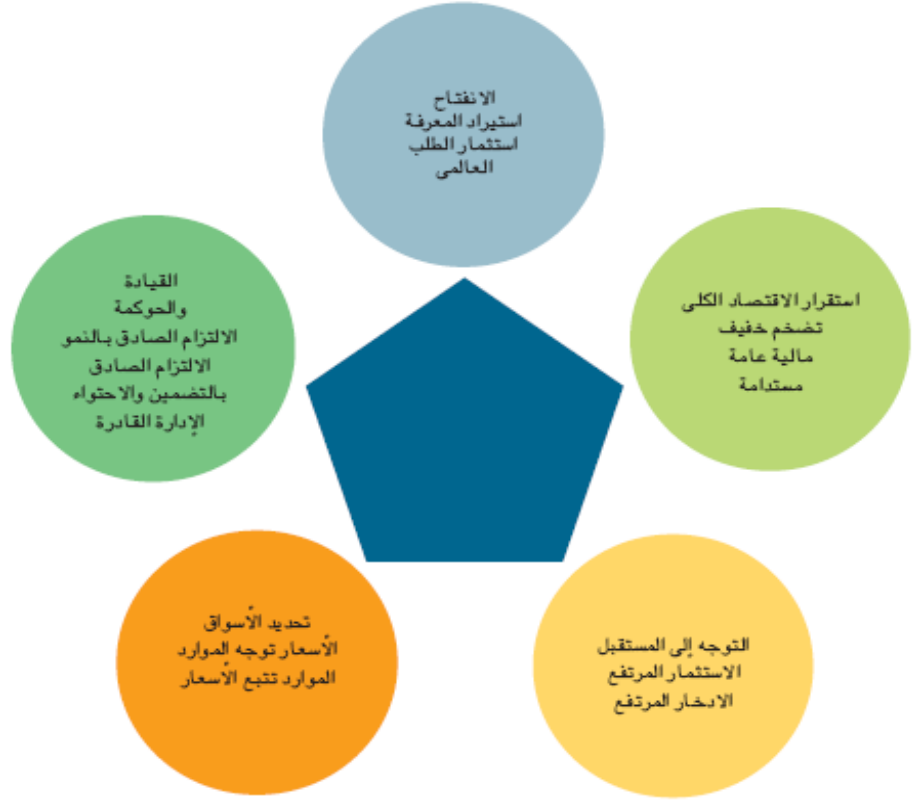 الانفتاح
استيراد المعرفة
استثمار الطلب
العالمى
استقرار الاقتصاد الكلى
تضخم خفيف
مالية عامة
مستدامة
التوجه إلى المستقبل
الاستثمار المرتفع
الادخار المرتفع
تحديد الأسواق
الأسعار توجه الموارد
الموارد تتبع الأسعار
القيادة
والحوكمة
الالتزام الصادق بالنمو
الالتزام الصادق
بالتضمين والاحتواء
الإدارة القادرة